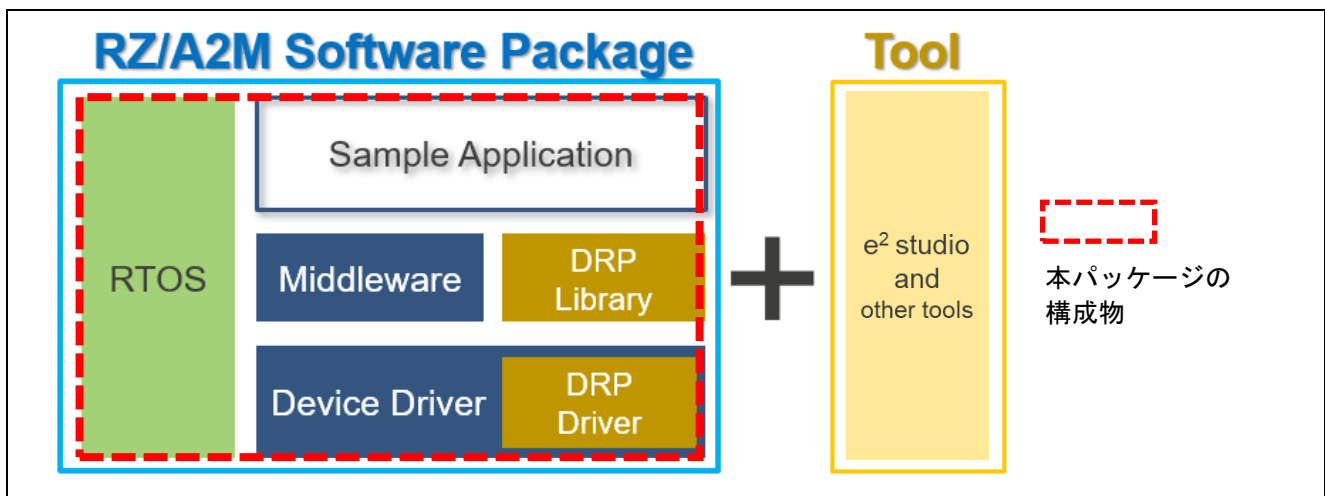 RZ/A2M Software Package
Tool
RTOS
Sample Application
Middleware
DRP
Library
Device Driver
DRP
Driver
e² studio
and
other tools
本パッケージの
構成物